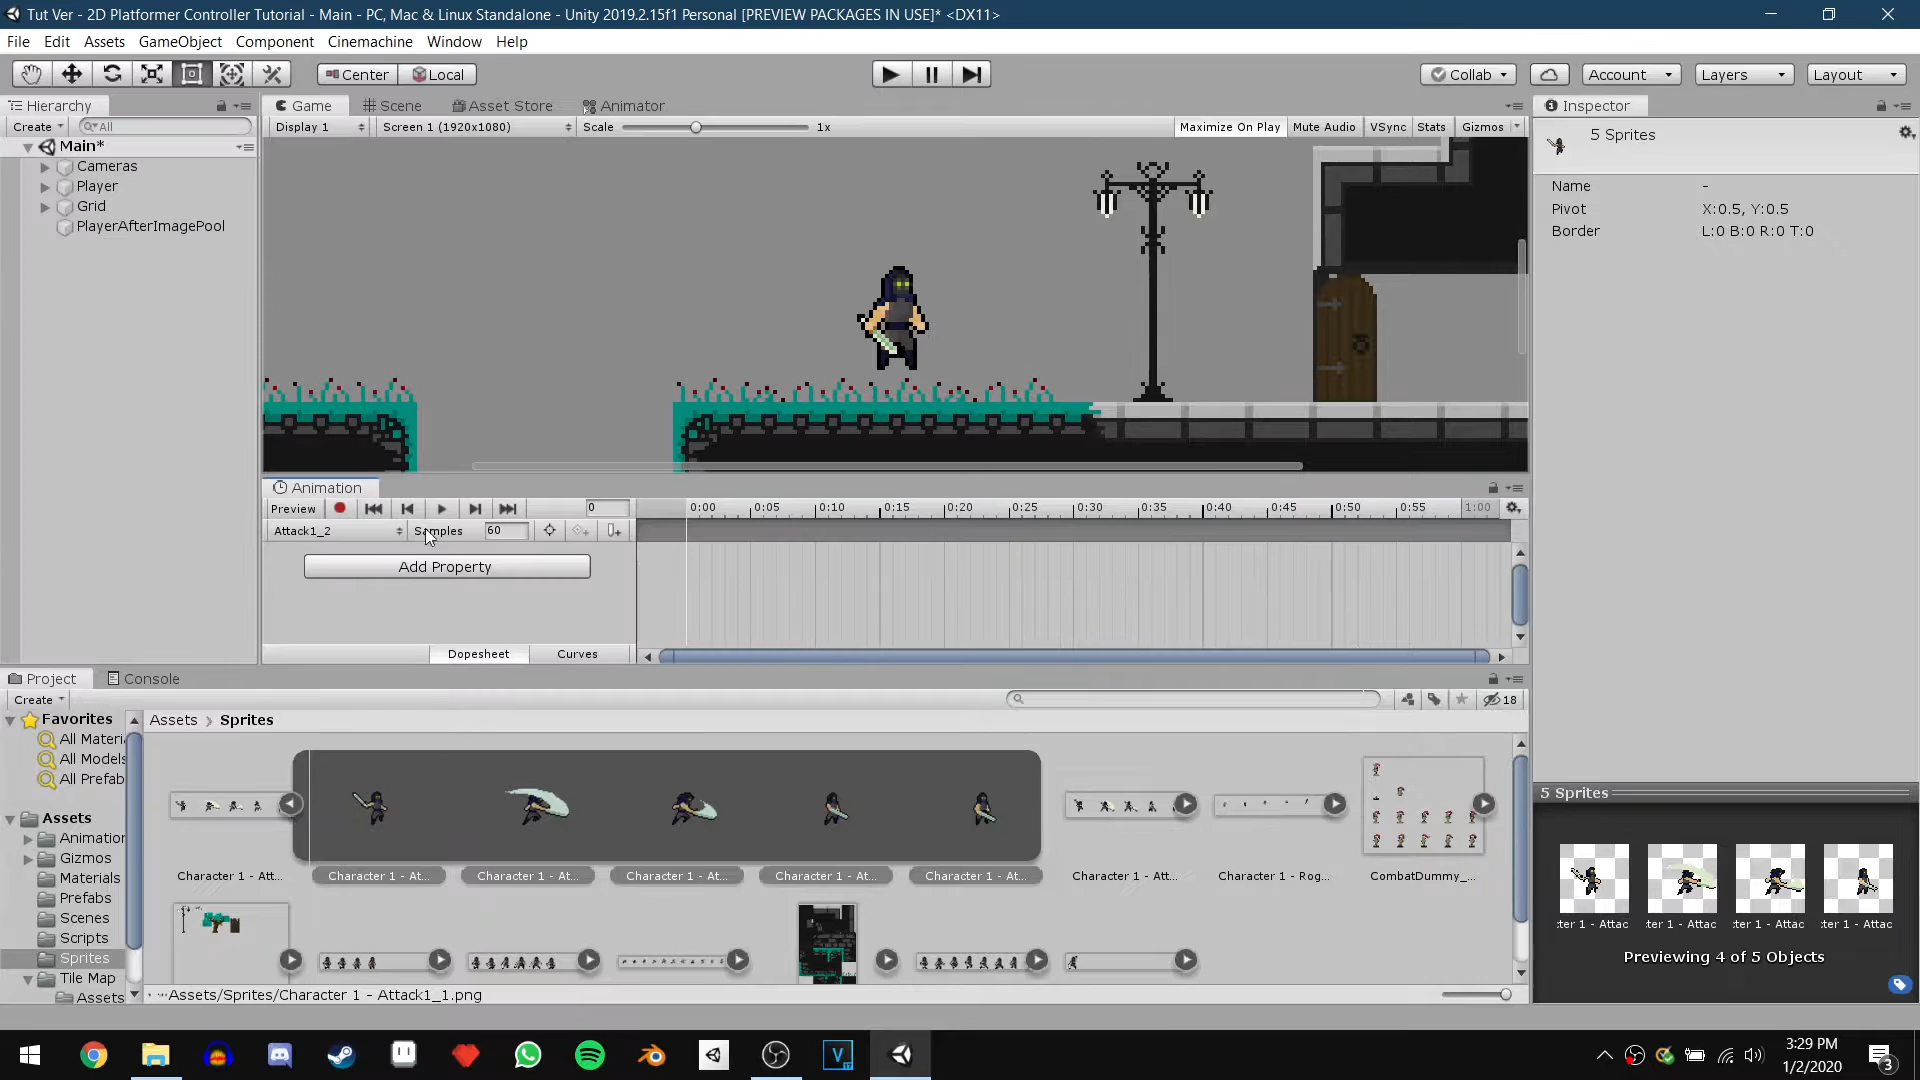 Tut Ver - 2D Platformer Controller Tutorial - Main - PC, Mac & Linux Standalone - Unity 2019.2.15f1 Personal [PREVIEW PACKAGES IN USE]* <DX11>
File Edit Assets GameObject Component Cinemachine Window Help
Center Local Collab Account Layers Layout
Hierarchy
Create All
Main*
Cameras
Player
Grid
PlayerAfterImagePool
Game Scene Asset Store Animator
Display 1 Screen 1 (1920x1080) Scale 1x Maximize On Play Mute Audio VSync Stats Gizmos
Inspector
5 Sprites
Name -
Pivot X:0.5, Y:0.5
Border L:0 B:0 R:0 T:0
Animation
Preview 0 0:00 0:05 0:10 0:15 0:20 0:25 0:30 0:35 0:40 0:45 0:50 0:55 1:00
Attack1_2 Samples 60
Add Property
Dopesheet Curves
Project Console
Create 18
Favorites
All Materi
All Models
All Prefab
Assets
Animation
Gizmos
Materials
Prefabs
Scenes
Scripts
Sprites
Tile Map
Assets
Assets > Sprites
Character 1 - Att... Character 1 - At... Character 1 - At... Character 1 - At... Character 1 - At... Character 1 - At... Character 1 - Att... Character 1 - Rog... CombatDummy_...
Assets/Sprites/Character 1 - Attack1_1.png
5 Sprites
:ter 1 - Attac :ter 1 - Attac :ter 1 - Attac :ter 1 - Attac
Previewing 4 of 5 Objects
3:29 PM
1/2/2020
3